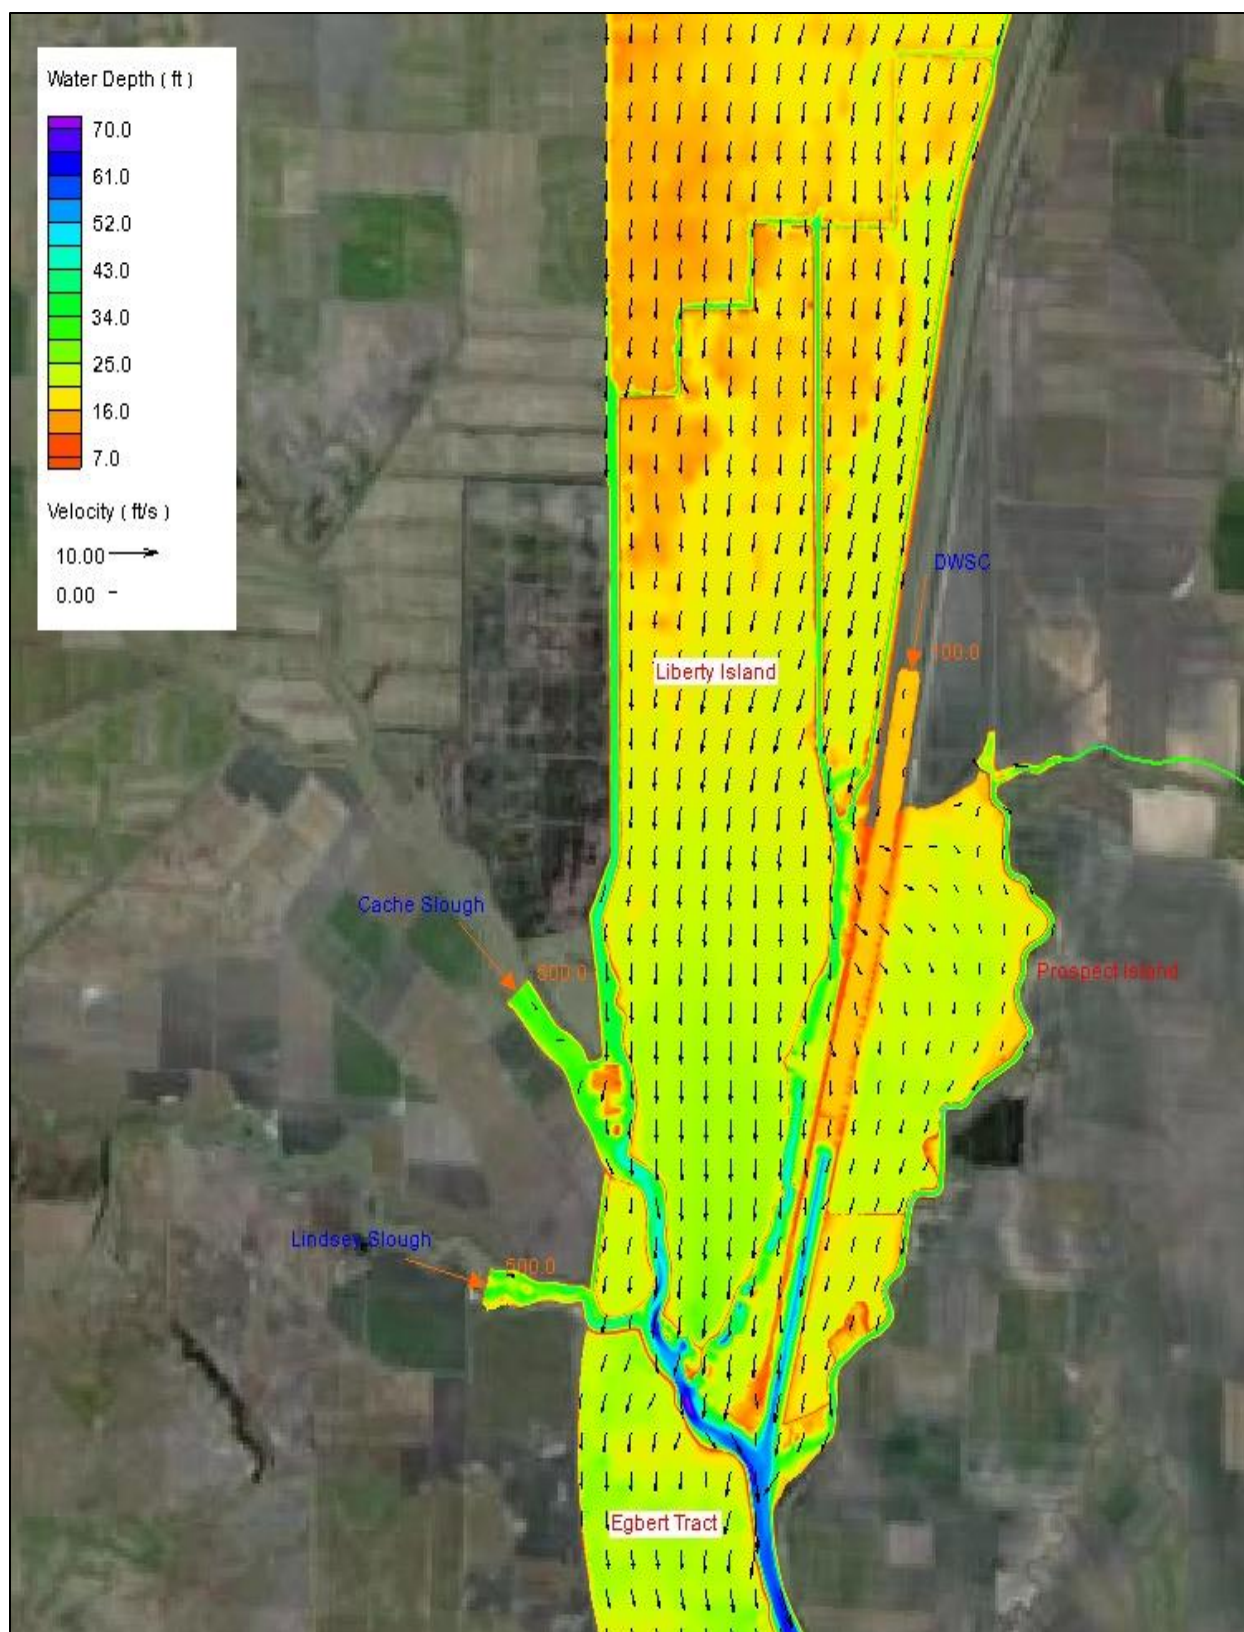 Water Depth ( ft )
70.0
61.0
52.0
43.0
34.0
25.0
16.0
7.0
Velocity ( ft/s )
10.00
0.00 -
DWSC
100.0
Liberty Island
Cache Slough
800.0
Prospect Island
Lindsey Slough
500.0
Egbert Tract